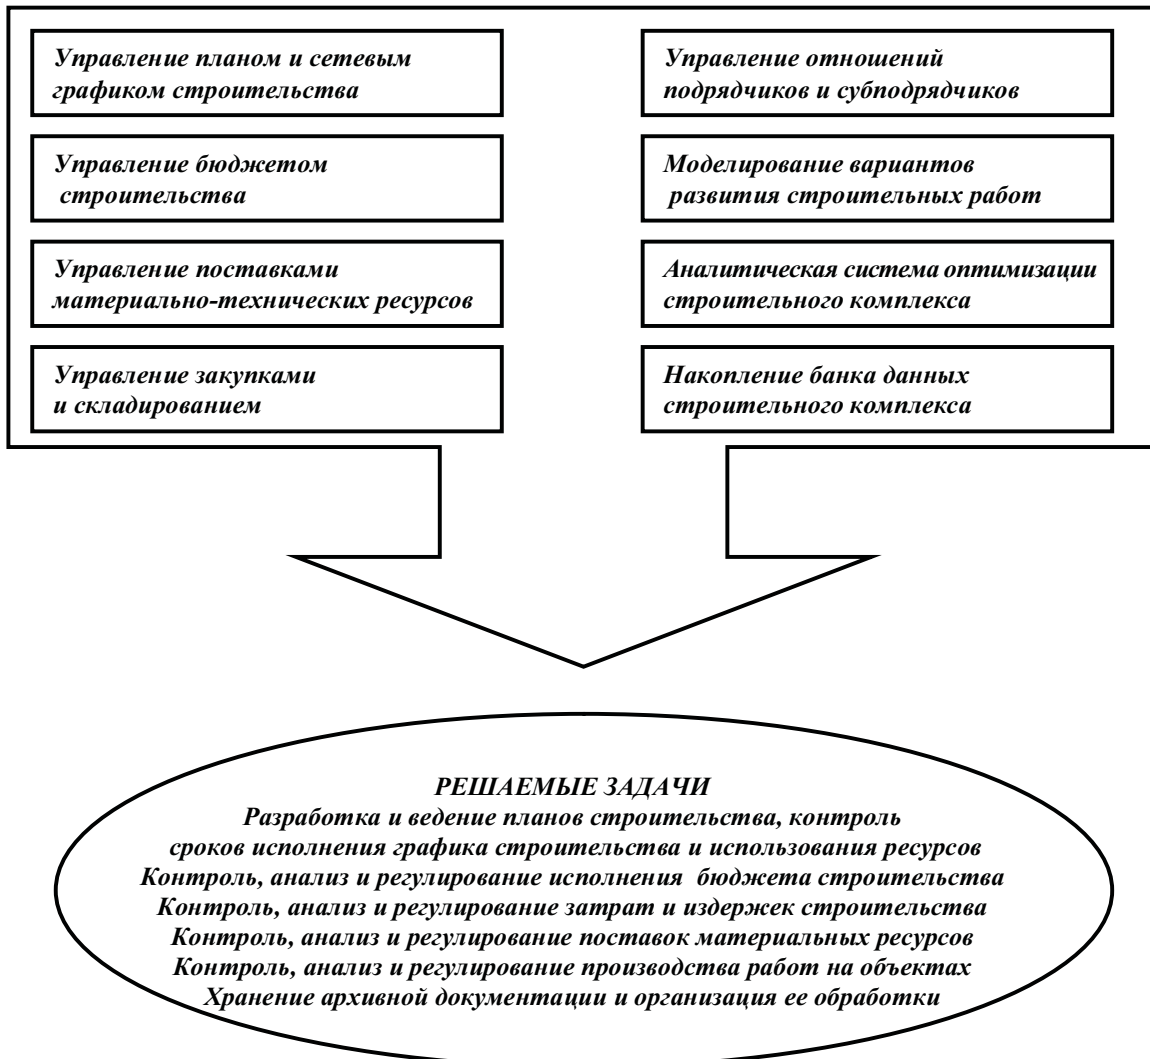 Управление планом и сетевым
графиком строительства
Управление бюджетом
строительства
Управление поставками
материально-технических ресурсов
Управление закупками
и складированием
Управление отношений
подрядчиков и субподрядчиков
Моделирование вариантов
развития строительных работ
Аналитическая система оптимизации
строительного комплекса
Накопление банка данных
строительного комплекса
РЕШАЕМЫЕ ЗАДАЧИ
Разработка и ведение планов строительства, контроль
сроков исполнения графика строительства и использования ресурсов
Контроль, анализ и регулирование исполнения бюджета строительства
Контроль, анализ и регулирование затрат и издержек строительства
Контроль, анализ и регулирование поставок материальных ресурсов
Контроль, анализ и регулирование производства работ на объектах
Хранение архивной документации и организация ее обработки